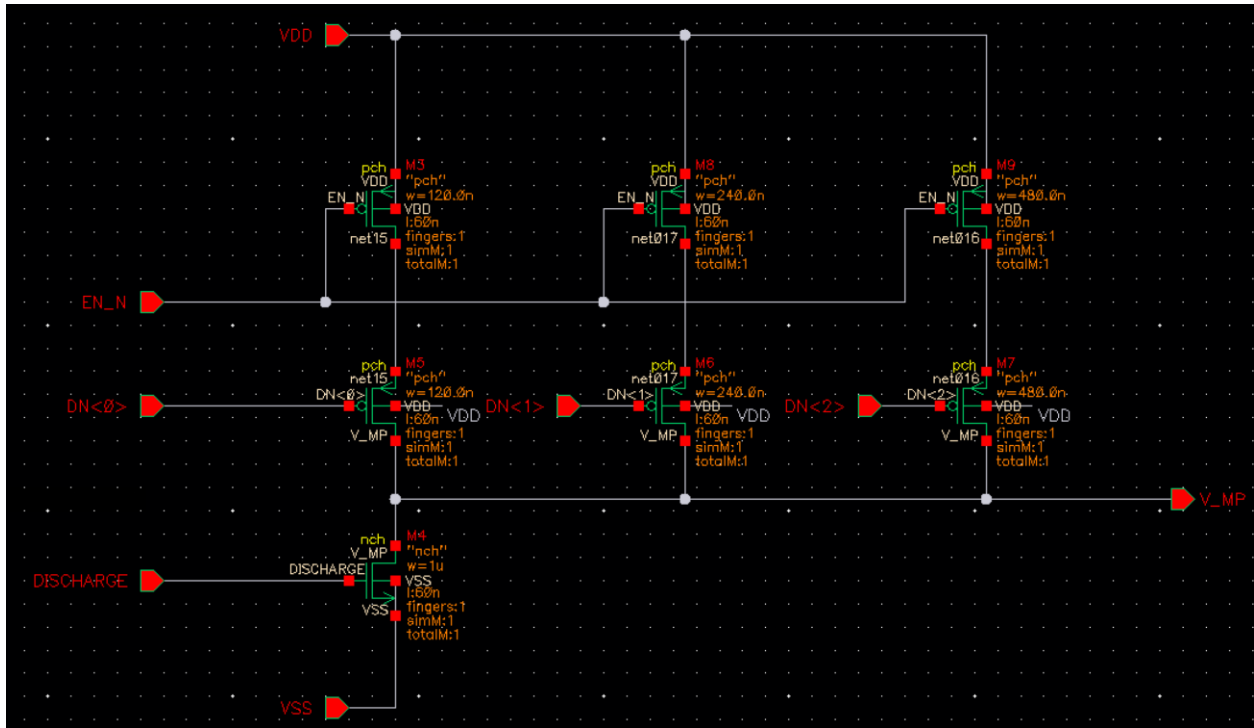 VDD
pch
M3
VDD
"pch"
w=120.0n
EN_N
VDD
l:60n
net15
fingers:1
simM:1
totalM:1
pch
M8
VDD
"pch"
w=240.0n
EN_N
VDD
l:60n
net017
fingers:1
simM:1
totalM:1
pch
M9
VDD
"pch"
w=480.0n
EN_N
VDD
l:60n
net016
fingers:1
simM:1
totalM:1
EN_N
pch
M5
net15
"pch"
w=120.0n
DN<0>
DN<0>
VDD
VDD
l:60n
V_MP
fingers:1
simM:1
totalM:1
pch
M6
net017
"pch"
w=240.0n
DN<1>
DN<1>
VDD
VDD
l:60n
V_MP
fingers:1
simM:1
totalM:1
pch
M7
net016
"pch"
w=480.0n
DN<2>
DN<2>
VDD
VDD
l:60n
V_MP
fingers:1
simM:1
totalM:1
V_MP
nch
M4
V_MP
"nch"
w=1u
DISCHARGE
DISCHARGE
VSS
l:60n
VSS
fingers:1
simM:1
totalM:1
VSS